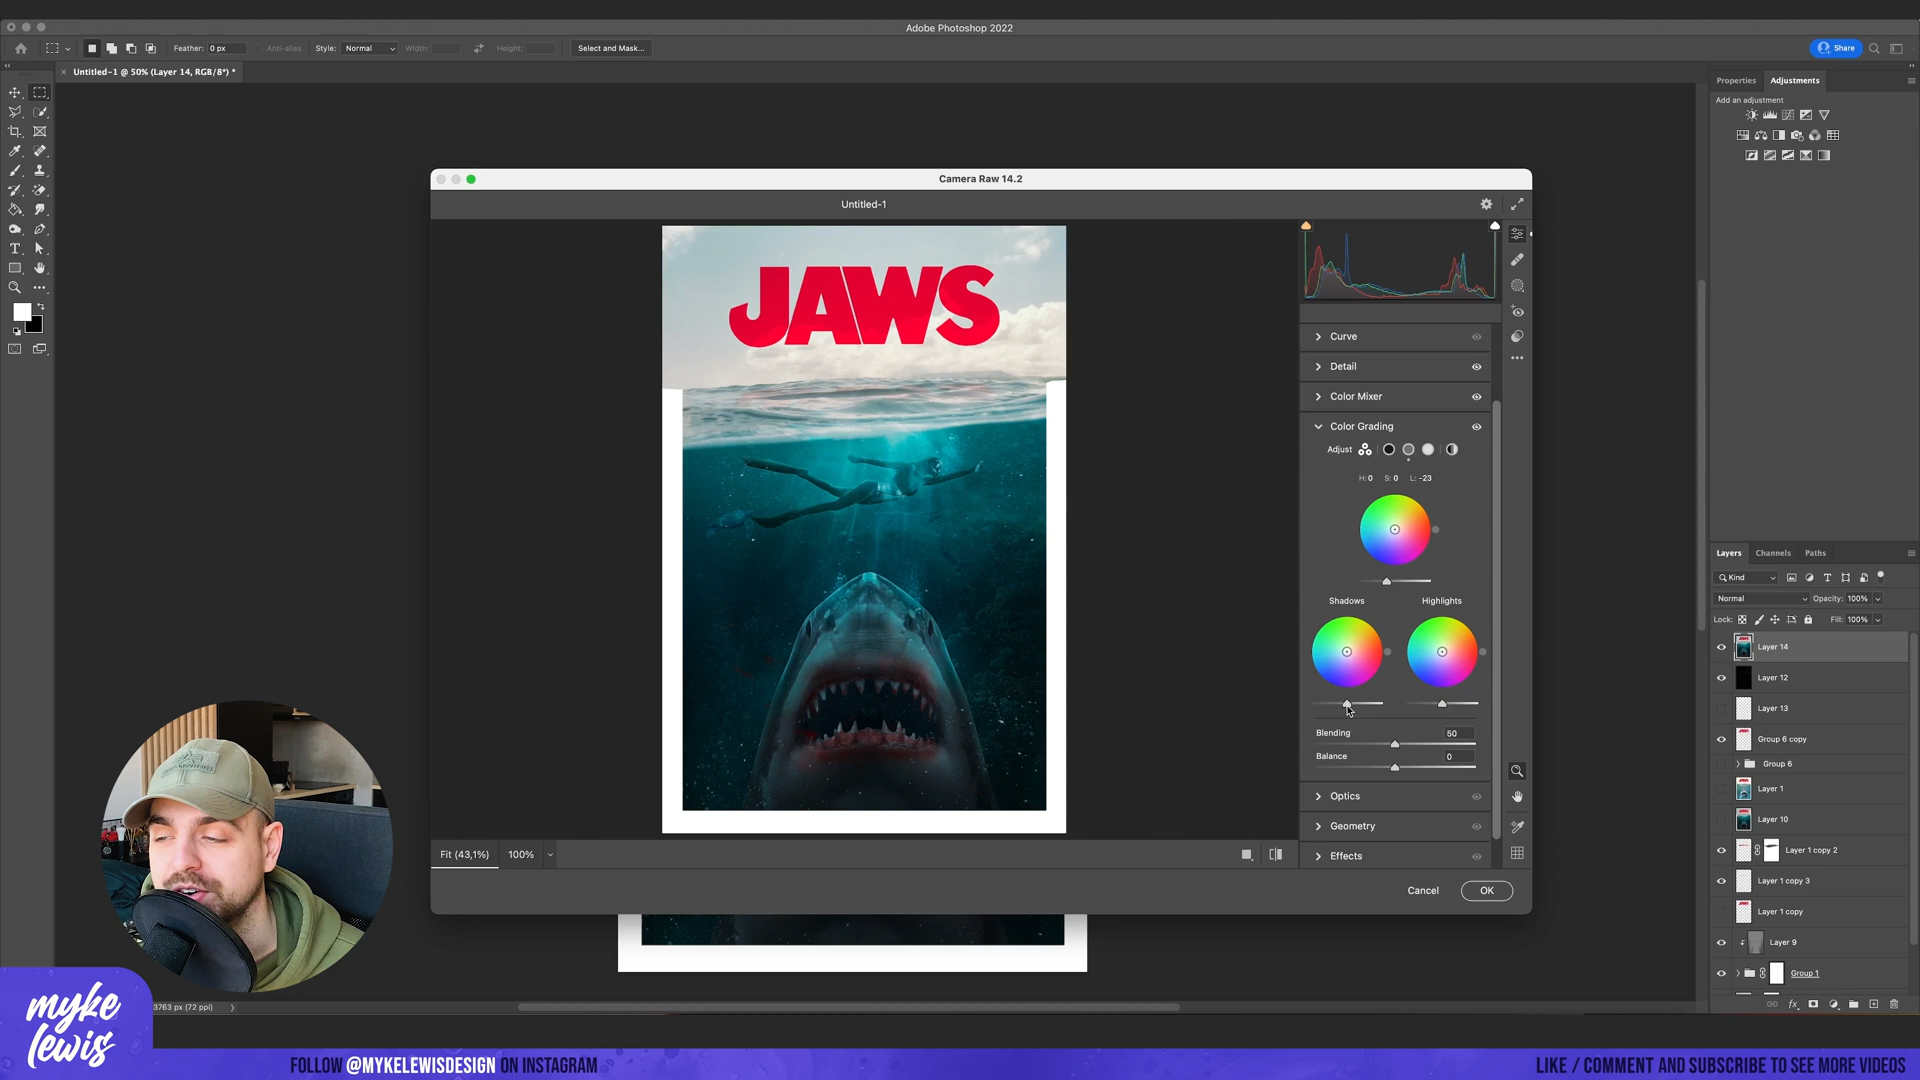 Adobe Photoshop 2022
Feather: 0 px
Anti-alias
Style: Normal
Width:
Height:
Select and Mask...
Share
Untitled-1 @ 50% (Layer 14, RGB/8*) *
Properties
Adjustments
Add an adjustment
Camera Raw 14.2
Untitled-1
JAWS
Curve
Detail
Color Mixer
Color Grading
Adjust
H: 0 S: 0 L: -23
Shadows
Highlights
Blending 50
Balance 0
Optics
Geometry
Effects
Fit (43,1%)
100%
Cancel
OK
Layers
Channels
Paths
Kind
Normal
Opacity: 100%
Lock:
Fill: 100%
Layer 14
Layer 12
Layer 13
Group 6 copy
Group 6
Layer 1
Layer 10
Layer 1 copy 2
Layer 1 copy 3
Layer 1 copy
Layer 9
Group 1
3763 px (72 ppi)
myke
lewis
FOLLOW @MYKELEWISDESIGN ON INSTAGRAM
LIKE / COMMENT AND SUBSCRIBE TO SEE MORE VIDEOS